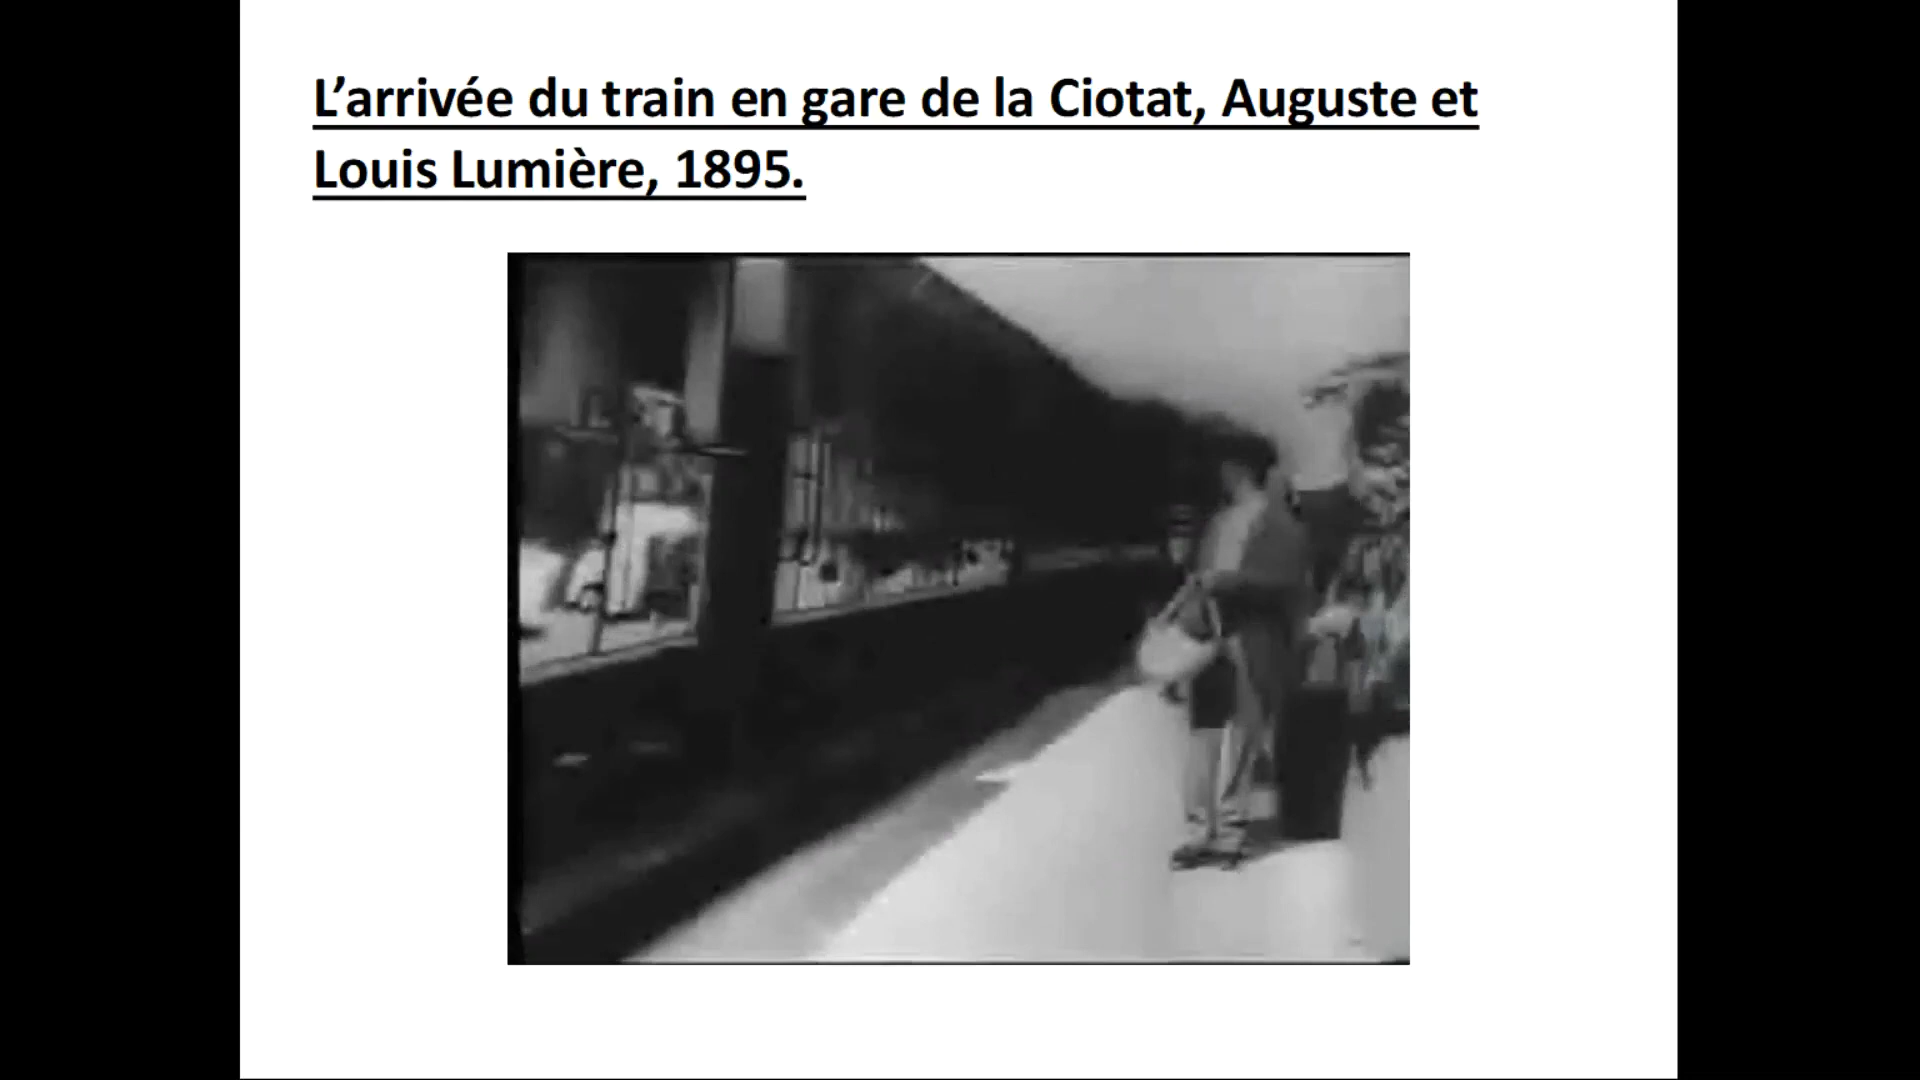 L’arrivée du train en gare de la Ciotat, Auguste et
Louis Lumière, 1895.